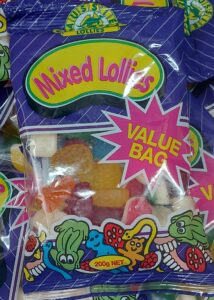 LOLLIES
Mixed Lollies
VALUE
BAG
200g NET